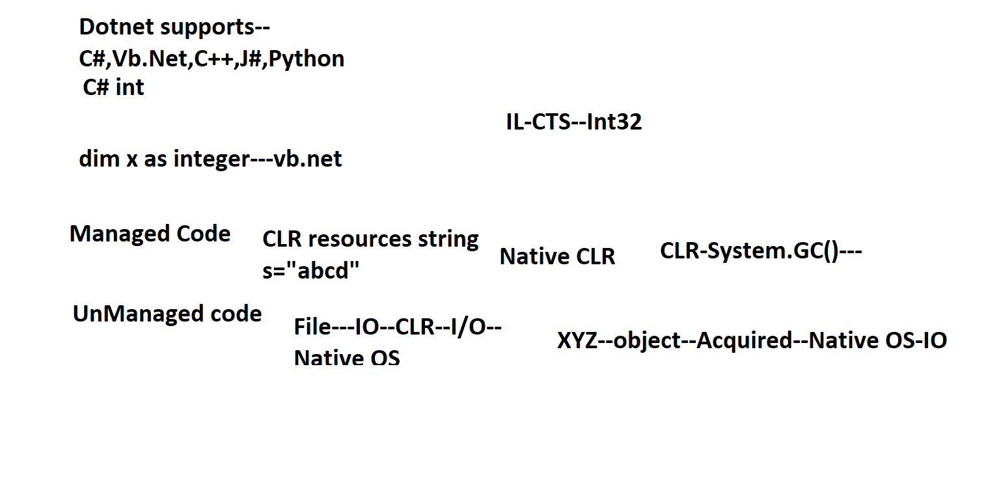 Dotnet supports--
C#,Vb.Net,C++,J#,Python
C# int
IL-CTS--Int32
dim x as integer---vb.net
Managed Code
CLR resources string
s="abcd"
Native CLR
CLR-System.GC()---
UnManaged code
File---IO--CLR--I/O--
Native OS
XYZ--object--Acquired--Native OS-IO